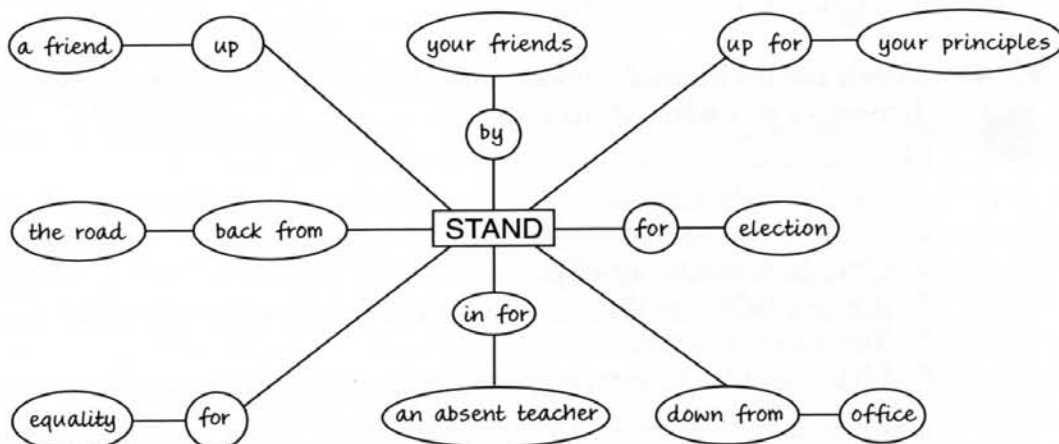 a friend up your friends up for your principles
by
the road back from STAND for election
in for
equality for an absent teacher down from office